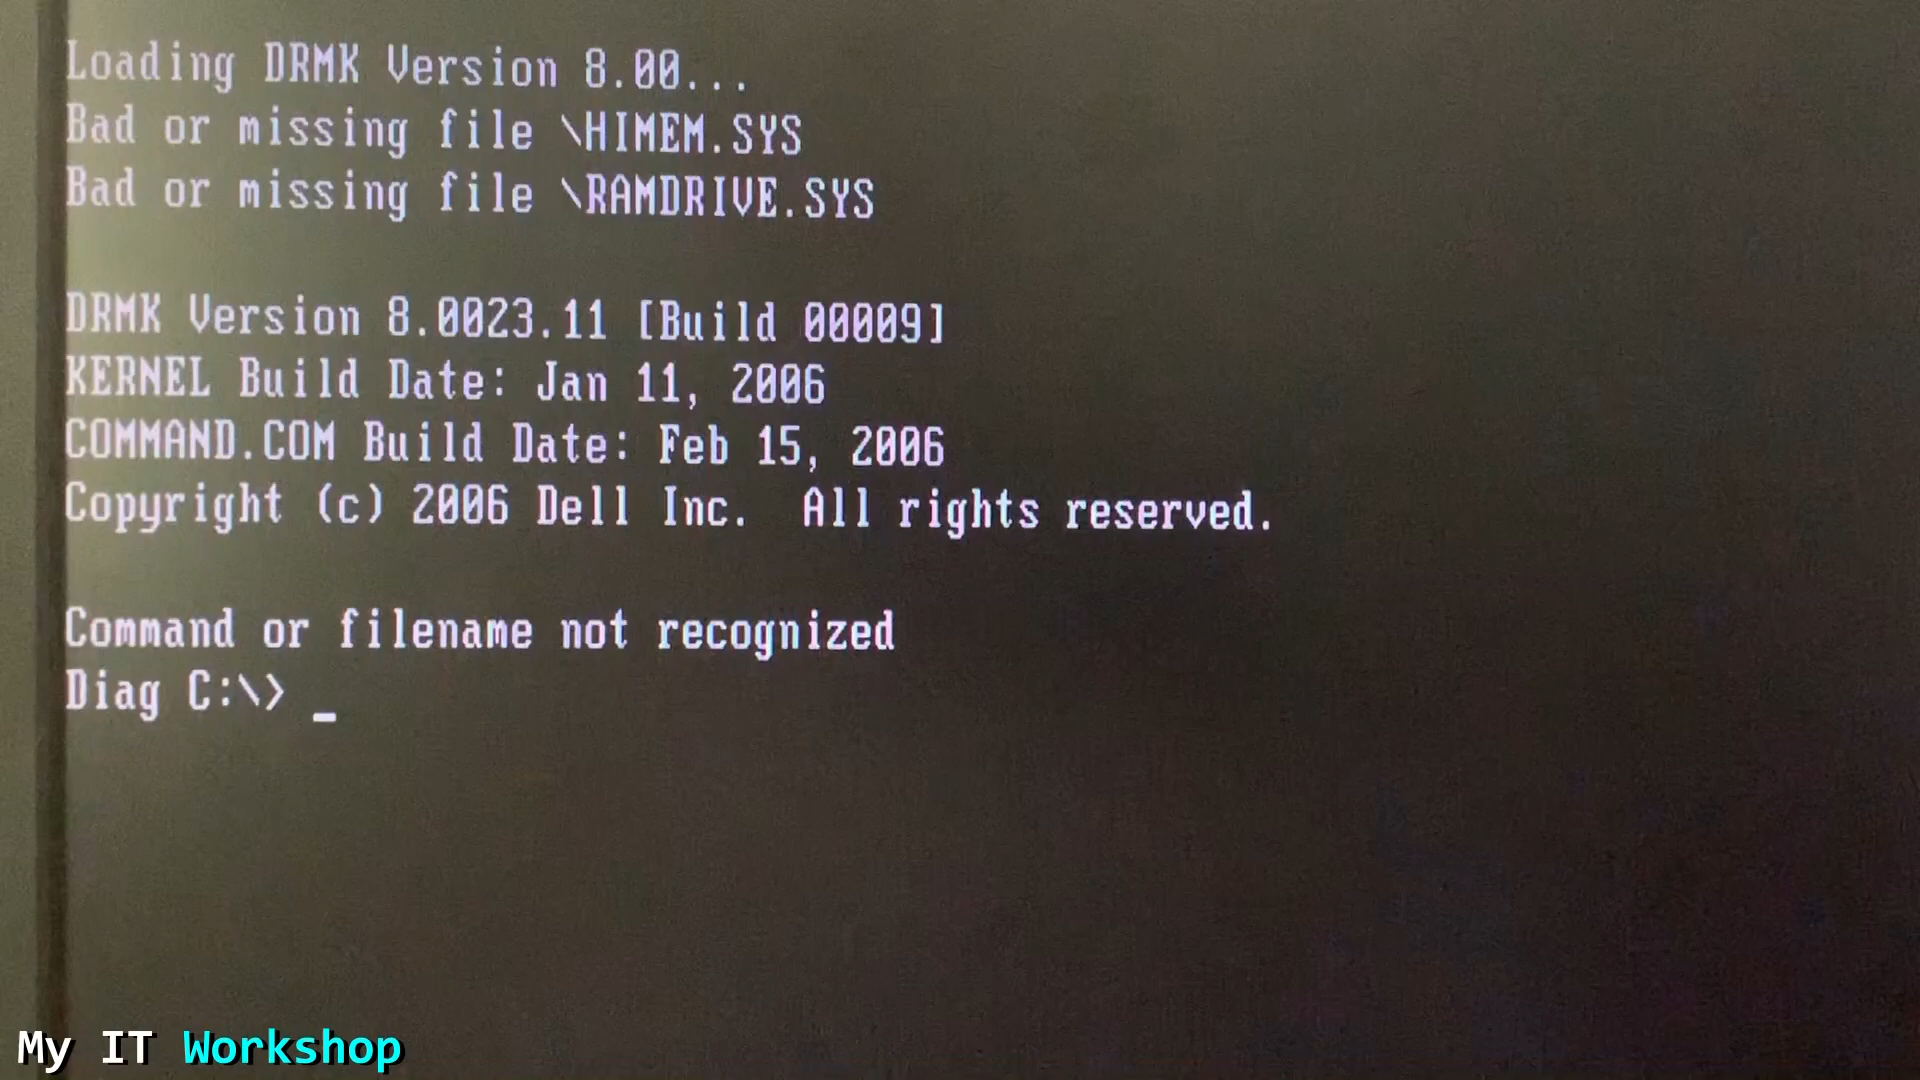 Loading DRMK Version 8.00...
Bad or missing file \HIMEM.SYS
Bad or missing file \RAMDRIVE.SYS
DRMK Version 8.0023.11 [Build 00009]
KERNEL Build Date: Jan 11, 2006
COMMAND.COM Build Date: Feb 15, 2006
Copyright (c) 2006 Dell Inc.  All rights reserved.
Command or filename not recognized
Diag C:\> _
My IT Workshop